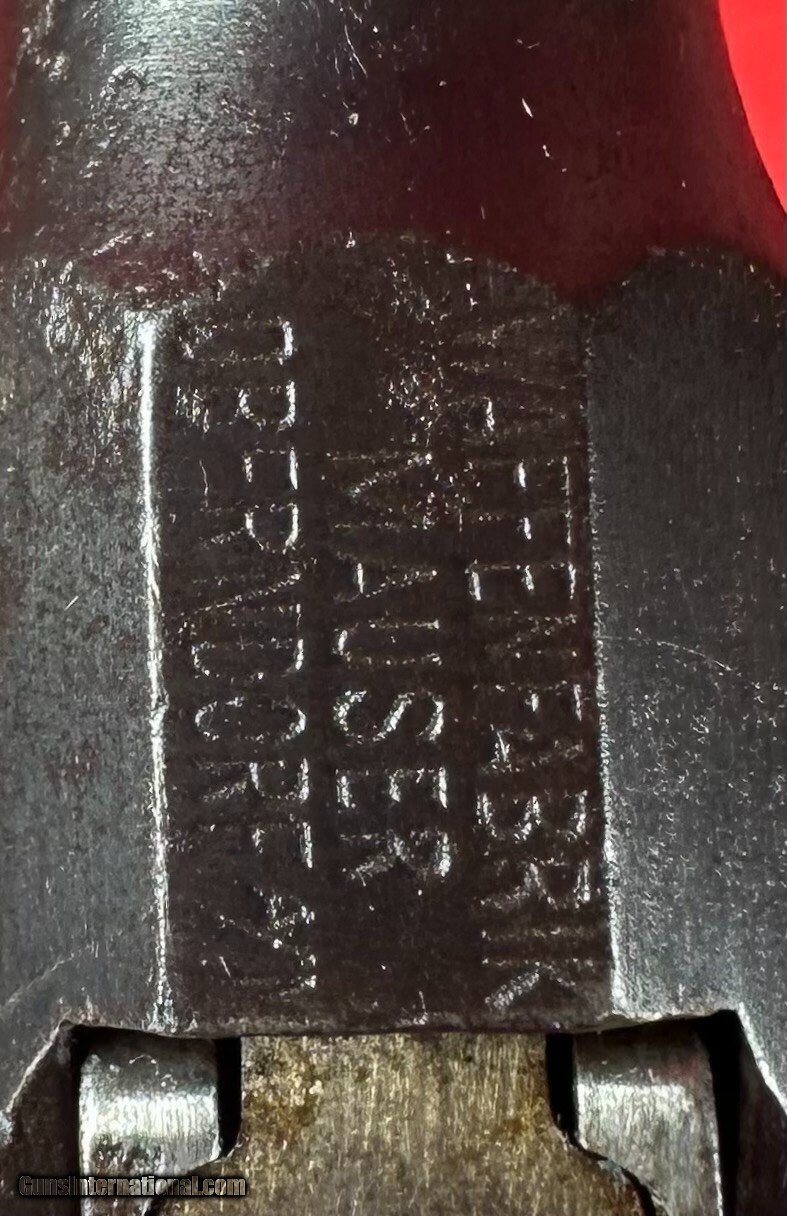 WAFFENFABRIK
MAUSER
OBERNDORF A/N
GunsInternational.com